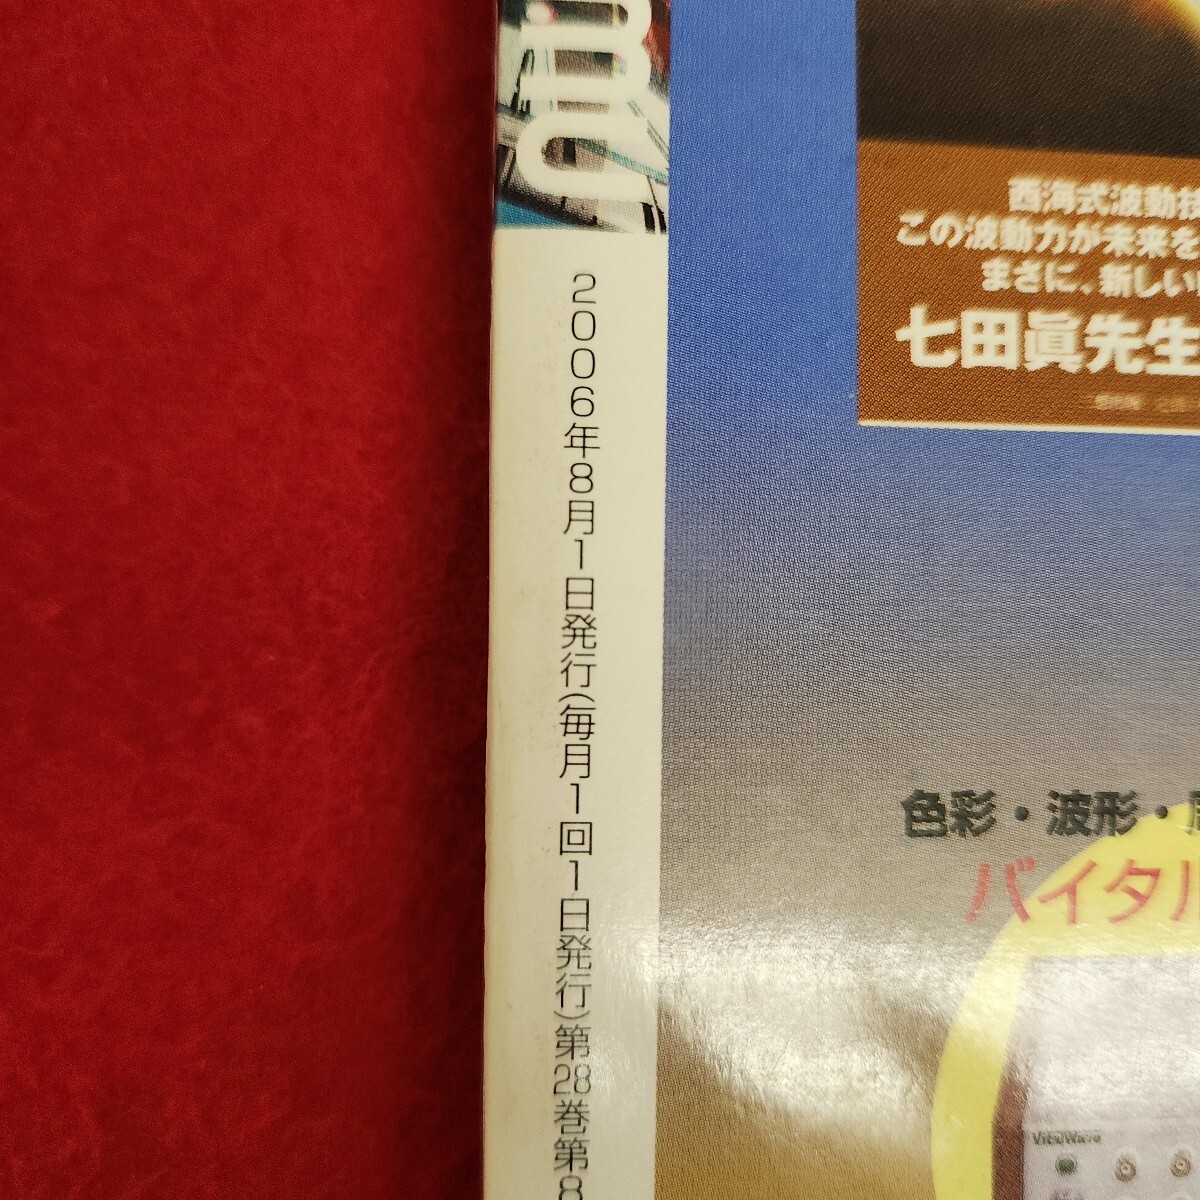 mu
2006年8月1日発行(毎月1回1日発行)第28巻第8
西海式波動技
この波動力が未来を
まさに、新しい
七田眞先生
色彩・波形・周
バイタル
VitalWave